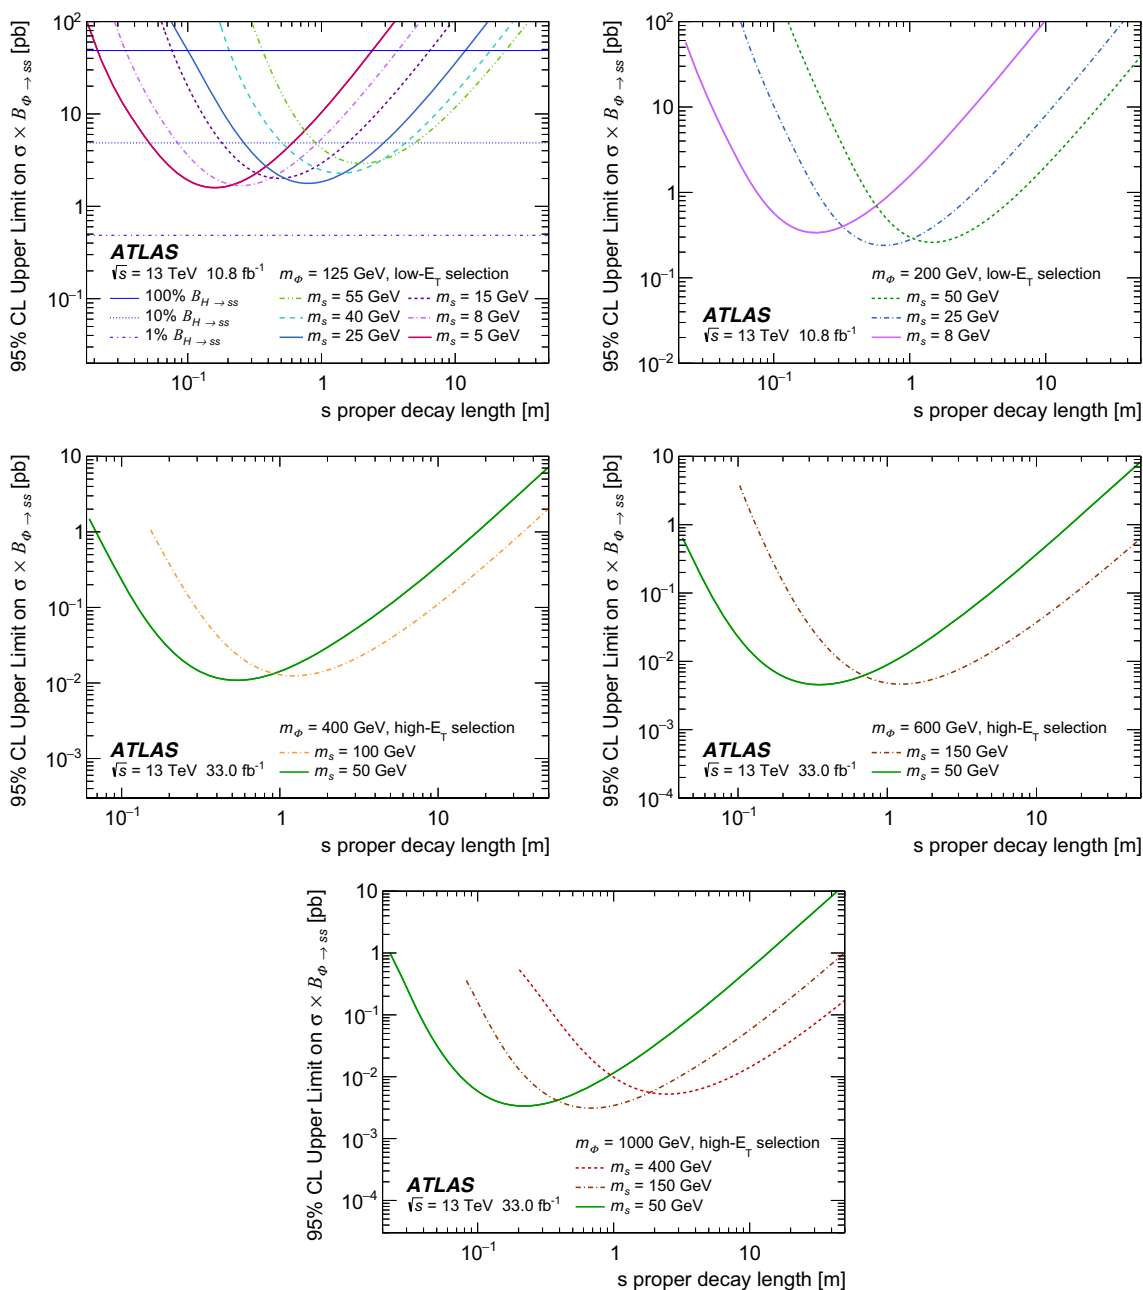 95% CL Upper Limit on σ × B_{Φ → ss} [pb]
10²
10
1
10⁻¹
ATLAS
√s = 13 TeV 10.8 fb⁻¹
100% B_{H → ss}
10% B_{H → ss}
1% B_{H → ss}
m_Φ = 125 GeV, low-E_T selection
m_s = 55 GeV
m_s = 40 GeV
m_s = 25 GeV
m_s = 15 GeV
m_s = 8 GeV
m_s = 5 GeV
10⁻¹ 1 10
s proper decay length [m]
95% CL Upper Limit on σ × B_{Φ → ss} [pb]
10²
10
1
10⁻¹
10⁻²
ATLAS
√s = 13 TeV 10.8 fb⁻¹
m_Φ = 200 GeV, low-E_T selection
m_s = 50 GeV
m_s = 25 GeV
m_s = 8 GeV
10⁻¹ 1 10
s proper decay length [m]
95% CL Upper Limit on σ × B_{Φ → ss} [pb]
10
1
10⁻¹
10⁻²
10⁻³
ATLAS
√s = 13 TeV 33.0 fb⁻¹
m_Φ = 400 GeV, high-E_T selection
m_s = 100 GeV
m_s = 50 GeV
10⁻¹ 1 10
s proper decay length [m]
95% CL Upper Limit on σ × B_{Φ → ss} [pb]
10
1
10⁻¹
10⁻²
10⁻³
10⁻⁴
ATLAS
√s = 13 TeV 33.0 fb⁻¹
m_Φ = 600 GeV, high-E_T selection
m_s = 150 GeV
m_s = 50 GeV
10⁻¹ 1 10
s proper decay length [m]
95% CL Upper Limit on σ × B_{Φ → ss} [pb]
10
1
10⁻¹
10⁻²
10⁻³
10⁻⁴
ATLAS
√s = 13 TeV 33.0 fb⁻¹
m_Φ = 1000 GeV, high-E_T selection
m_s = 400 GeV
m_s = 150 GeV
m_s = 50 GeV
10⁻¹ 1 10
s proper decay length [m]